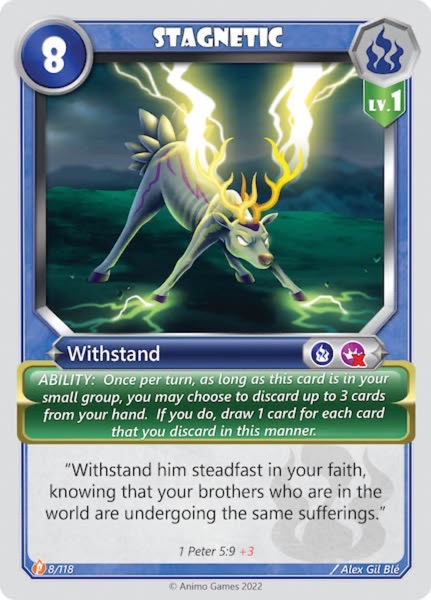 8
STAGNETIC
LV.1
Withstand
ABILITY: Once per turn, as long as this card is in your
small group, you may choose to discard up to 3 cards
from your hand. If you do, draw 1 card for each card
that you discard in this manner.
"Withstand him steadfast in your faith,
knowing that your brothers who are in the
world are undergoing the same sufferings."
1 Peter 5:9 +3
8/118
/ Alex Gil Blé
© Animo Games 2022